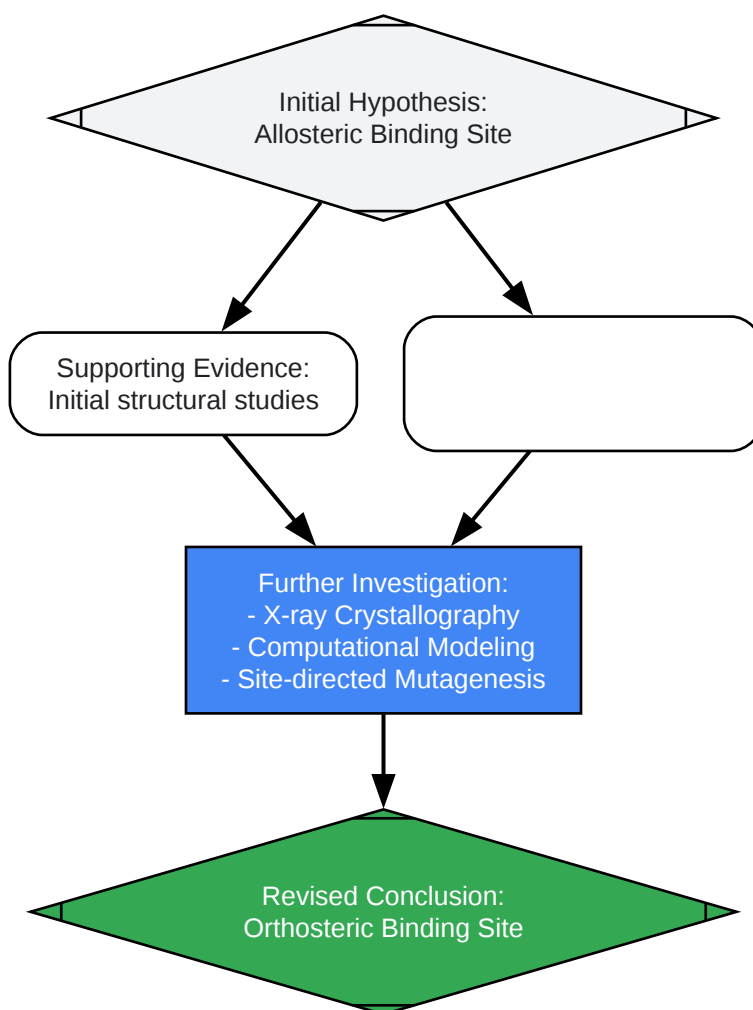 Initial Hypothesis:
Allosteric Binding Site
Supporting Evidence:
Initial structural studies
Further Investigation:
- X-ray Crystallography
- Computational Modeling
- Site-directed Mutagenesis
Revised Conclusion:
Orthosteric Binding Site